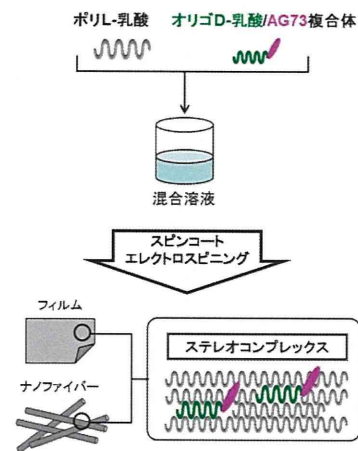 ポリL-乳酸 オリゴD-乳酸/AG73複合体
混合溶液
スピンコート
エレクトロスピニング
フィルム
ステレオコンプレックス
ナノファイバー